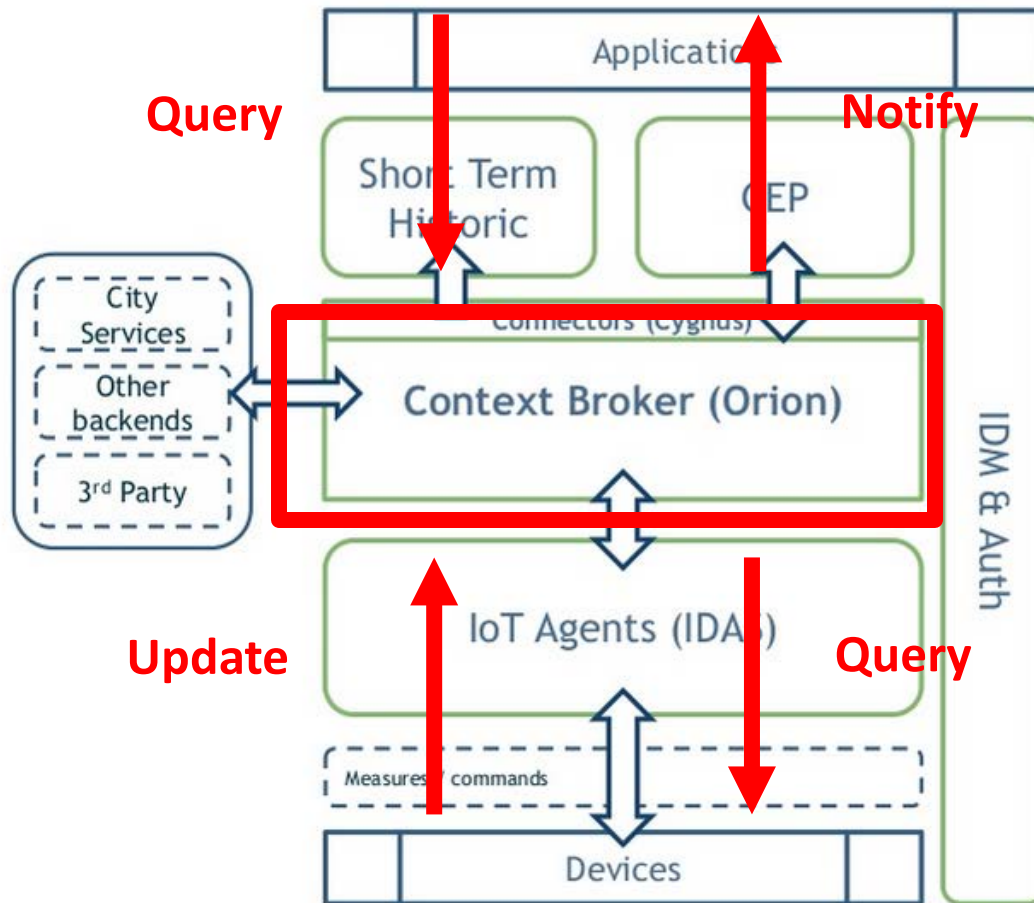 Applications
Query
Notify
Short Term
Historic
CEP
City
Services
Other
backends
3rd Party
Connectors (Cygnus)
Context Broker (Orion)
IDM & Auth
IoT Agents (IDAS)
Update
Query
Measures / commands
Devices